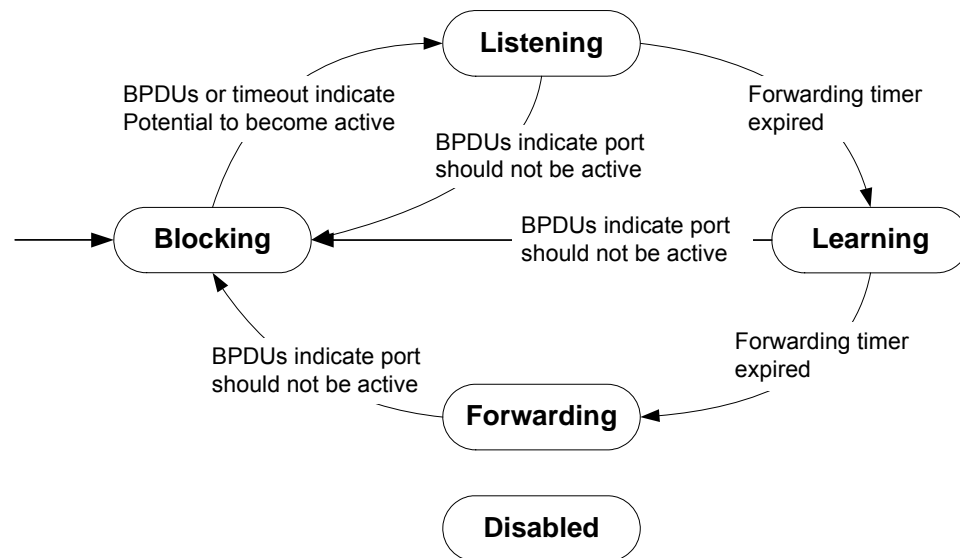 Listening
BPDUs or timeout indicate
Potential to become active
Forwarding timer
expired
BPDUs indicate port
should not be active
Blocking
BPDUs indicate port
should not be active
Learning
BPDUs indicate port
should not be active
Forwarding timer
expired
Forwarding
Disabled